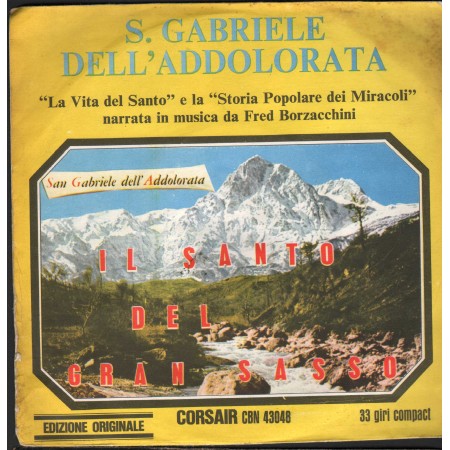 S. GABRIELE
DELL'ADDOLORATA
“La Vita del Santo” e la “Storia Popolare dei Miracoli”
narrata in musica da Fred Borzacchini
San Gabriele dell'Addolorata
IL SANTO
DEL
GRAN SASSO
EDIZIONE ORIGINALE
CORSAIR CBN 43048
33 giri compact